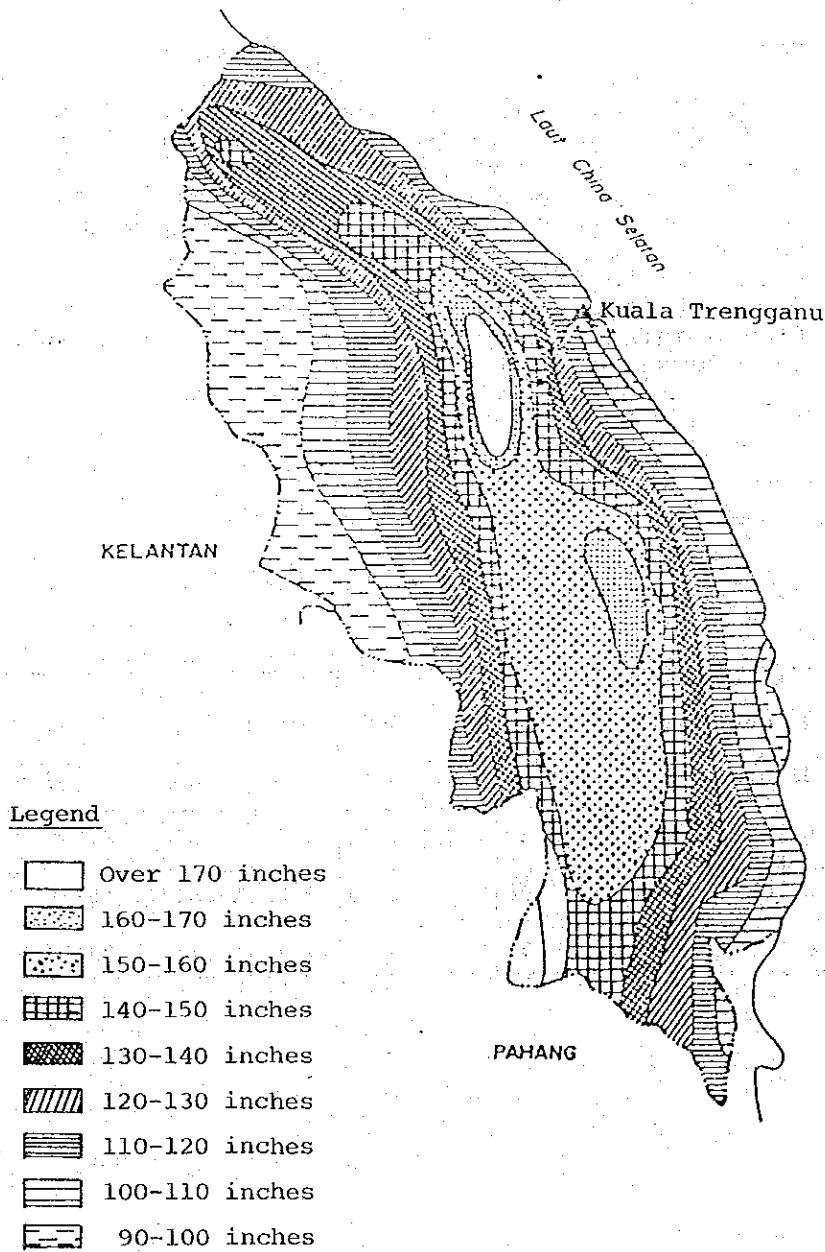 Laut China Selatan
Kuala Trengganu
KELANTAN
PAHANG
Legend
Over 170 inches
160-170 inches
150-160 inches
140-150 inches
130-140 inches
120-130 inches
110-120 inches
100-110 inches
90-100 inches